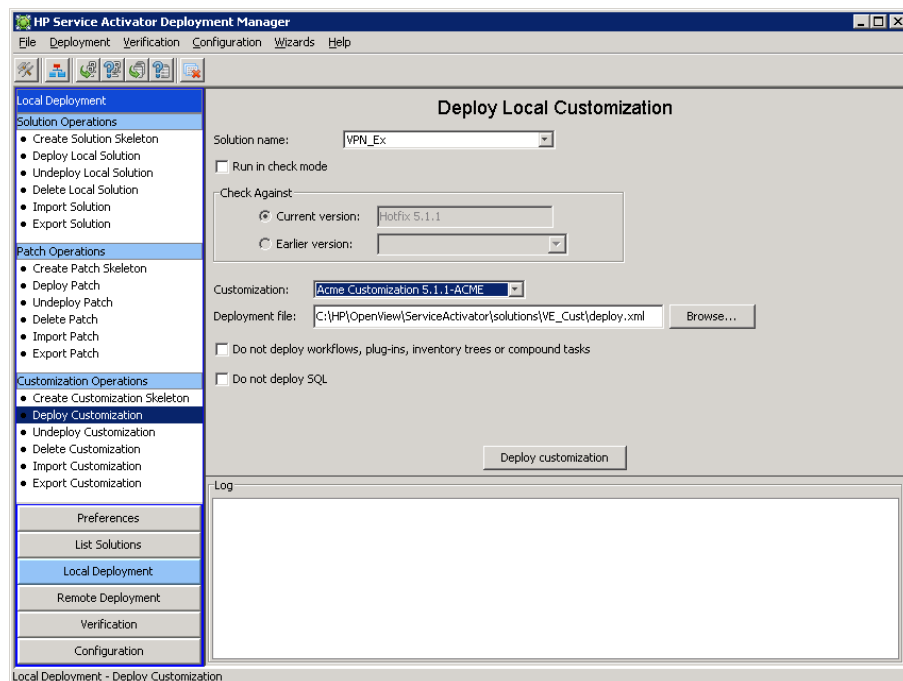 HP Service Activator Deployment Manager
File Deployment Verification Configuration Wizards Help
Local Deployment
Solution Operations
• Create Solution Skeleton
• Deploy Local Solution
• Undeploy Local Solution
• Delete Local Solution
• Import Solution
• Export Solution
Patch Operations
• Create Patch Skeleton
• Deploy Patch
• Undeploy Patch
• Delete Patch
• Import Patch
• Export Patch
Customization Operations
• Create Customization Skeleton
• Deploy Customization
• Undeploy Customization
• Delete Customization
• Import Customization
• Export Customization
Preferences
List Solutions
Local Deployment
Remote Deployment
Verification
Configuration
Deploy Local Customization
Solution name: VPN_Ex
Run in check mode
Check Against
Current version: Hotfix 5.1.1
Earlier version:
Customization: Acme Customization 5.1.1-ACME
Deployment file: C:\HP\OpenView\ServiceActivator\solutions\VE_Cust\deploy.xml Browse...
Do not deploy workflows, plug-ins, inventory trees or compound tasks
Do not deploy SQL
Deploy customization
Log
Local Deployment - Deploy Customization